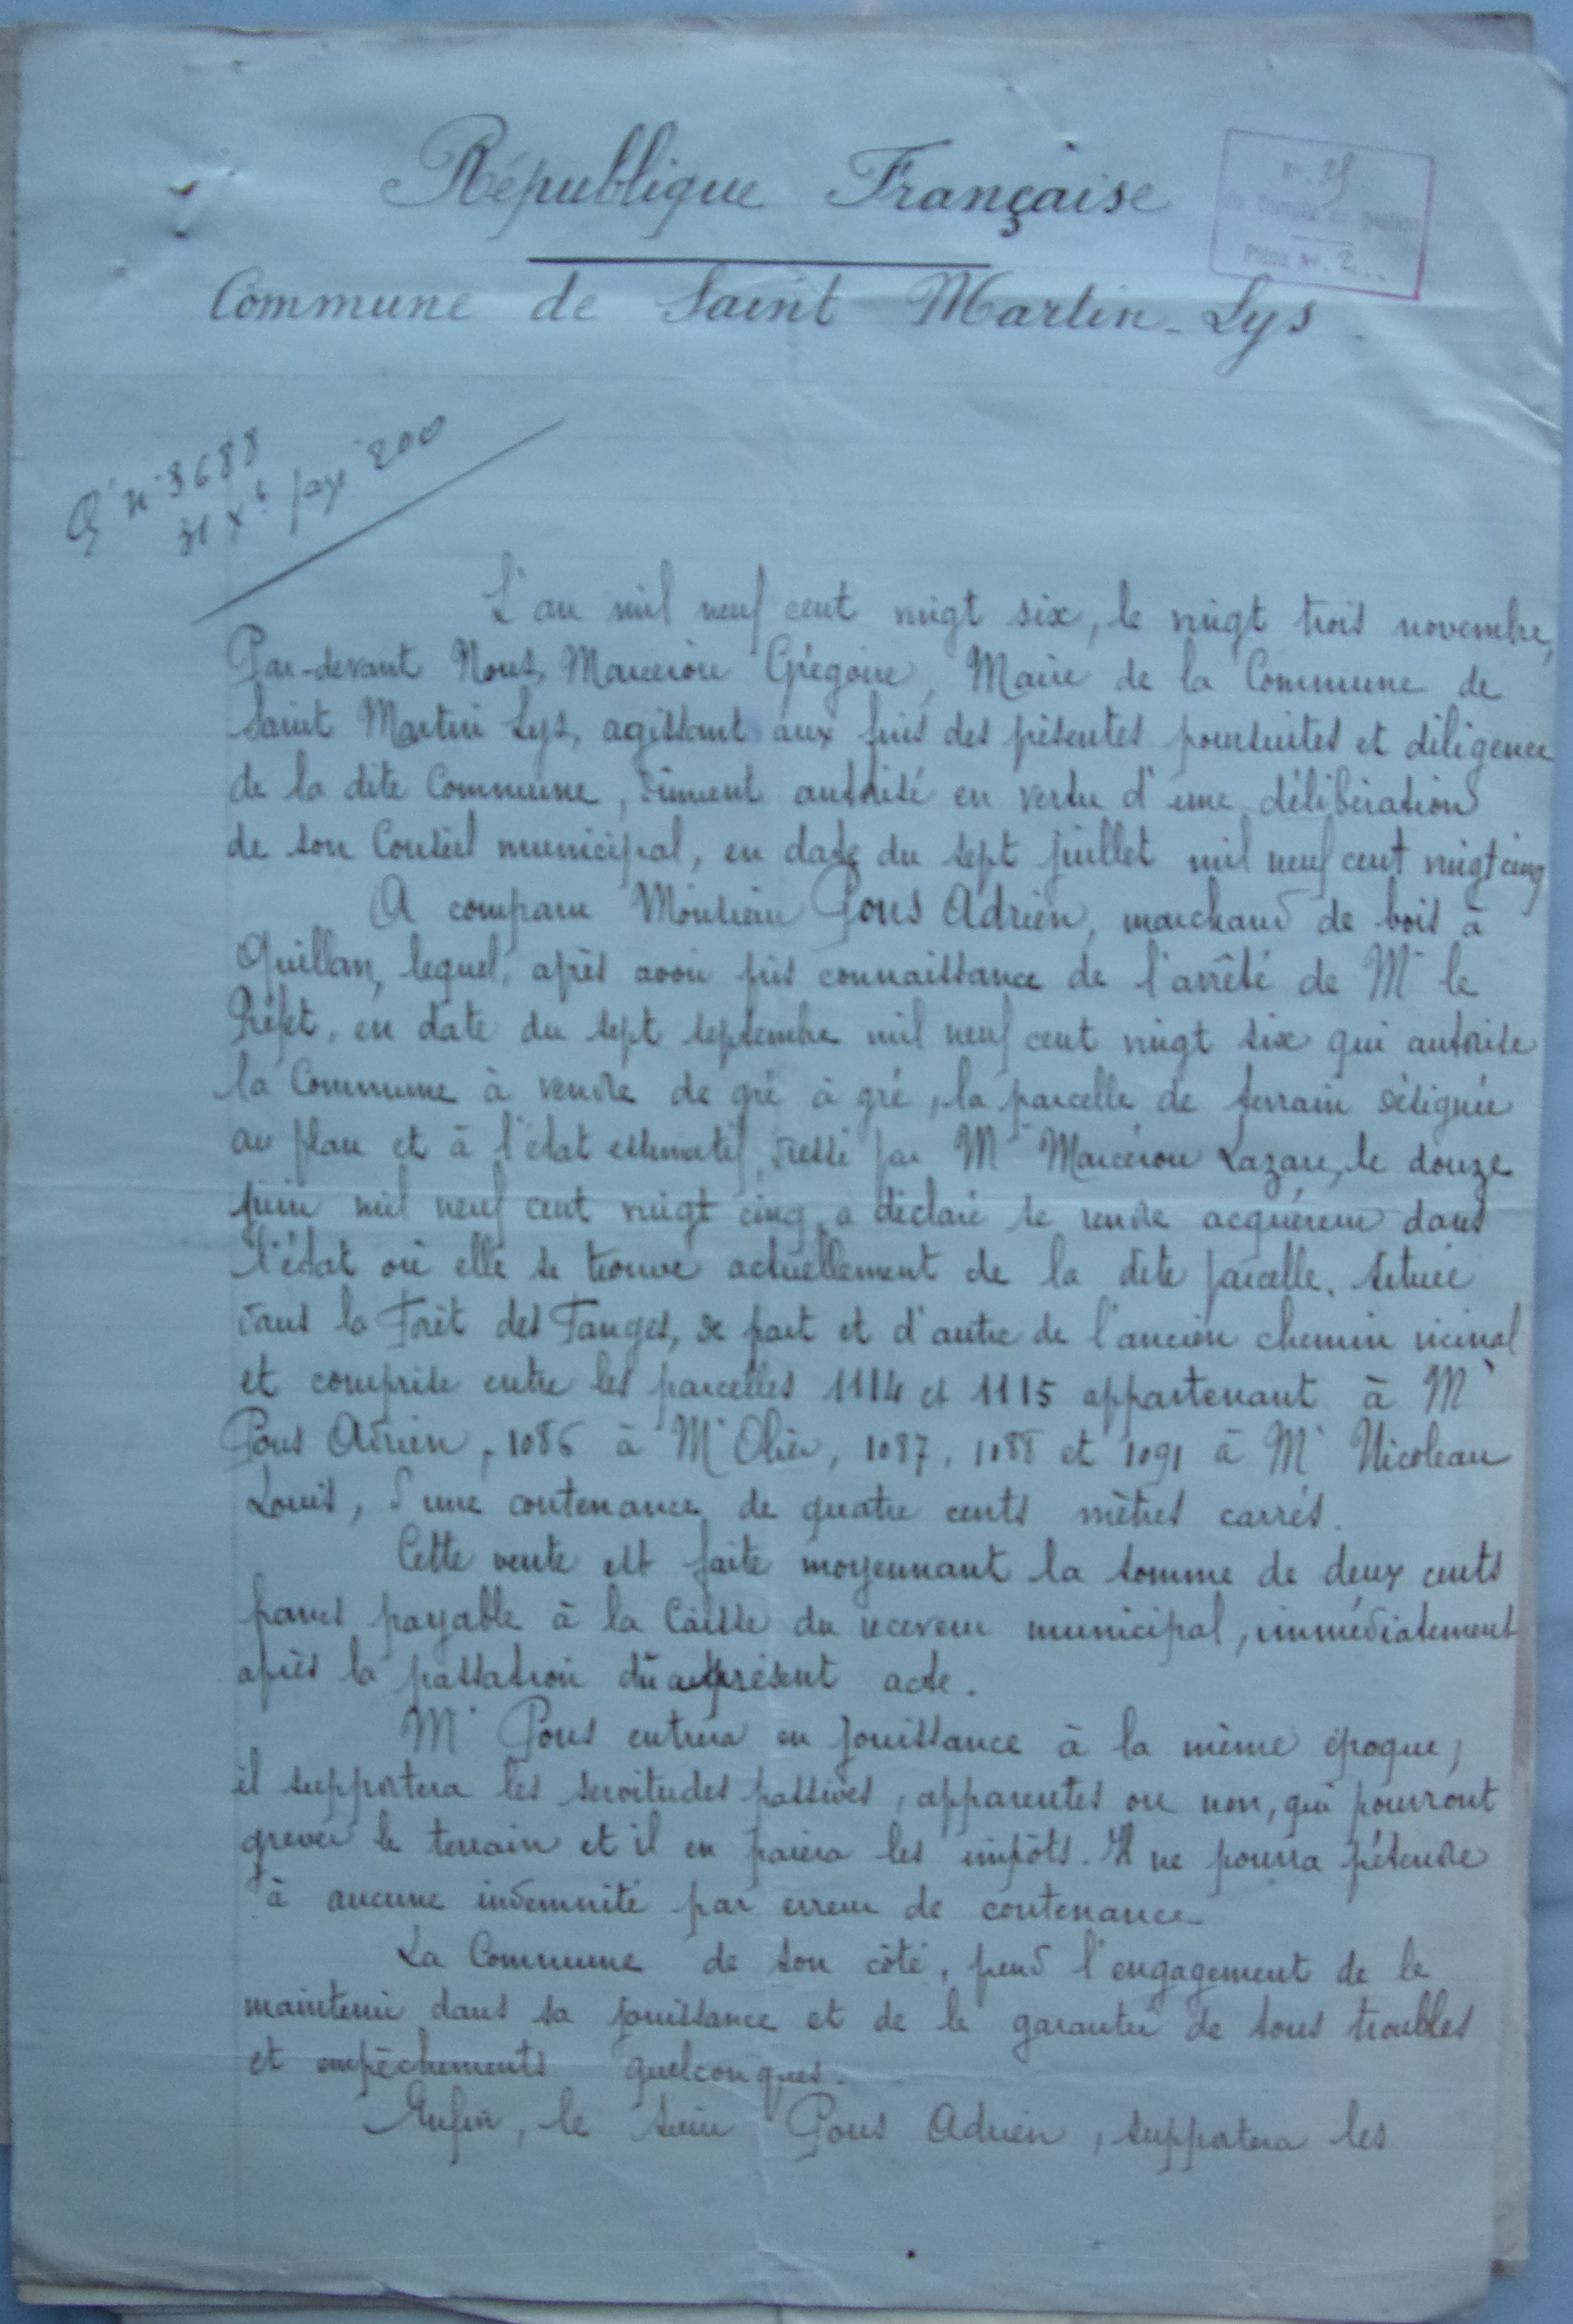 République Française
N° 25
du Compte de gestion
Pièce N° 2
Commune de Saint Martin-Lys
Q. n° 3688
31 Xbre payé 200
L'an mil neuf cent vingt six, le vingt trois novembre,
Par-devant Nous, Marcerou Grégoire, Maire de la Commune de
Saint Martin Lys, agissant aux fins des présentes poursuites et diligence
de la dite Commune, dûment autorisé en vertu d'une délibération
de son Conseil municipal, en date du sept juillet mil neuf cent vingt cinq
A comparu Monsieur Pous Adrien, marchand de bois à
Quillan, lequel, après avoir pris connaissance de l'arrêté de Mr le
Préfet, en date du sept septembre mil neuf cent vingt six qui autorise
la Commune à vendre de gré à gré, la parcelle de terrain désignée
au plan et à l'état estimatif dressé par Mr Marcerou Lazare, le douze
juin mil neuf cent vingt cinq, a déclaré se rendre acquéreur dans
l'état où elle se trouve actuellement de la dite parcelle, située
dans la Forêt des Fanges, de part et d'autre de l'ancien chemin vicinal
et comprise entre les parcelles 1114 et 1115 appartenant à Mr
Pous Adrien, 1086 à Mr Olier, 1087, 1088 et 1091 à Mr Nicoleau
Louis, d'une contenance de quatre cents mètres carrés.
Cette vente est faite moyennant la somme de deux cents
francs payable à la Caisse du receveur municipal, immédiatement
après la passation du présent acte.
Mr Pous entrera en jouissance à la même époque;
il supportera les servitudes passives, apparentes ou non, qui pourront
grever le terrain et il en paiera les impôts. Il ne pourra prétendre
à aucune indemnité par erreur de contenance
La Commune de son côté, prend l'engagement de le
maintenir dans sa jouissance et de le garantir de tous troubles
et empêchements quelconques.
Enfin, le sieur Pous Adrien, supportera les